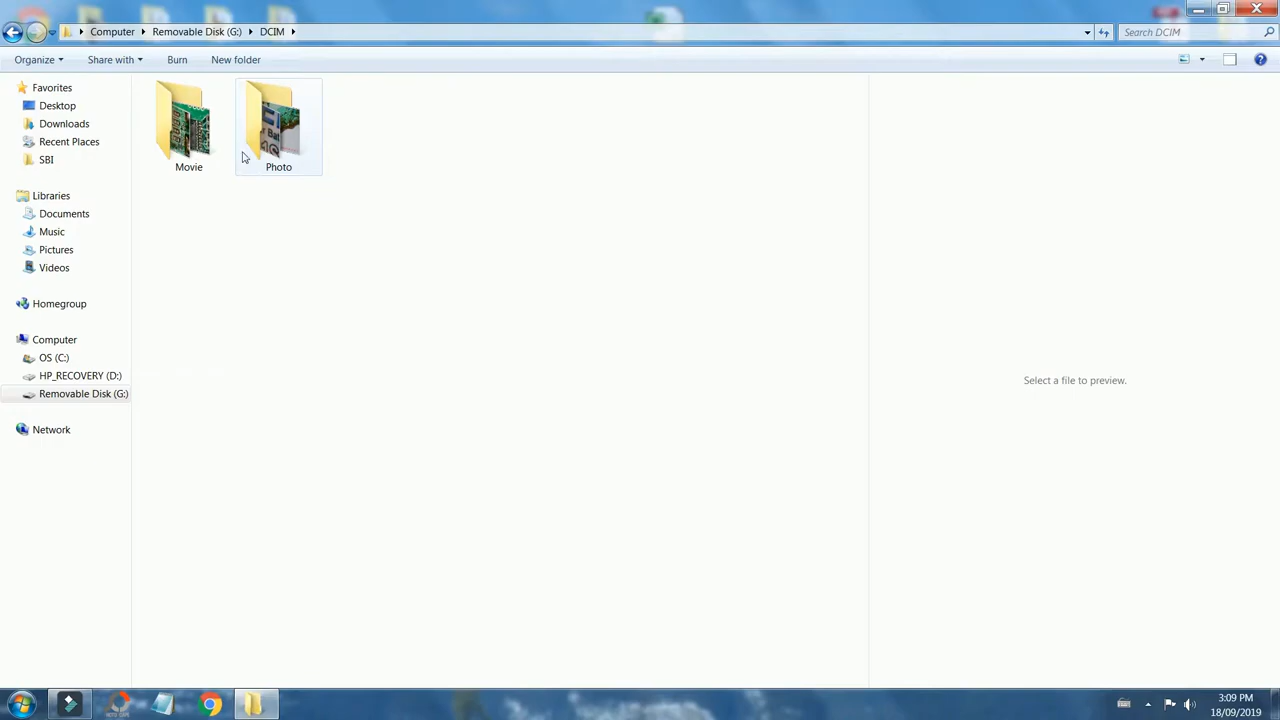 Computer
Removable Disk (G:)
DCIM
Search DCIM
Organize
Share with
Burn
New folder
Favorites
Desktop
Downloads
Recent Places
SBI
Libraries
Documents
Music
Pictures
Videos
Homegroup
Computer
OS (C:)
HP_RECOVERY (D:)
Removable Disk (G:)
Network
Movie
Photo
Select a file to preview.
3:09 PM
18/09/2019